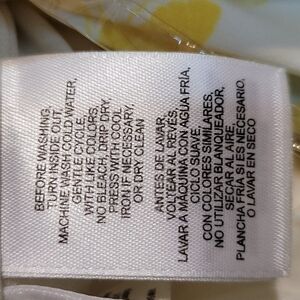 BEFORE WASHING,
TURN INSIDE OUT
MACHINE WASH COLD WATER,
GENTLE CYCLE,
WITH LIKE COLORS,
NO BLEACH, DRIP DRY,
PRESS WITH COOL
IRON IF NECESSARY,
OR DRY CLEAN
ANTES DE LAVAR,
VOLTEAR AL REVÉS
LAVAR A MÁQUINA CON AGUA FRÍA,
CICLO SUAVE,
CON COLORES SIMILARES,
NO UTILIZAR BLANQUEADOR,
SECAR AL AIRE,
PLANCHA FRIA SI ES NECESARIO,
O LAVAR EN SECO